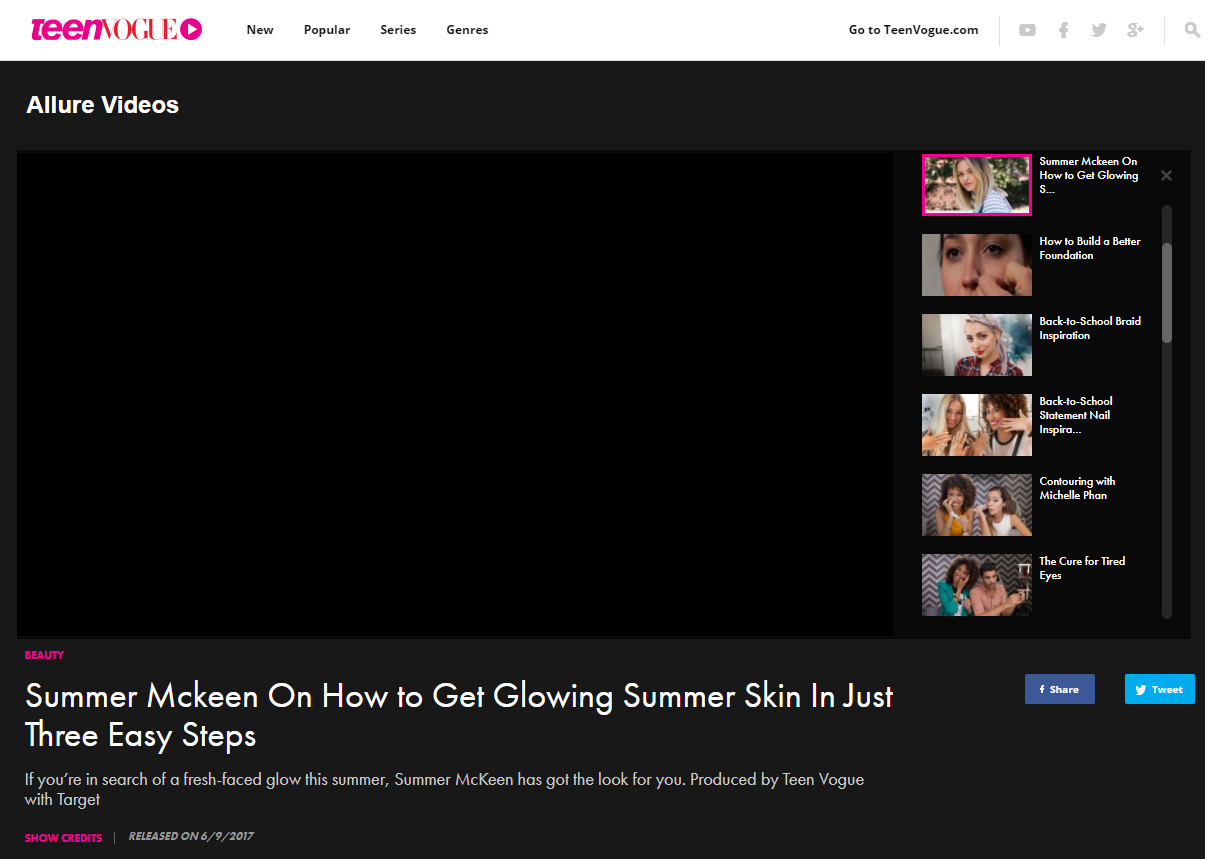 teenVOGUE
New Popular Series Genres Go to TeenVogue.com
Allure Videos
Summer Mckeen On
How to Get Glowing
S...
How to Build a Better
Foundation
Back-to-School Braid
Inspiration
Back-to-School
Statement Nail
Inspira...
Contouring with
Michelle Phan
The Cure for Tired
Eyes
BEAUTY
Summer Mckeen On How to Get Glowing Summer Skin In Just
Three Easy Steps
Share Tweet
If you're in search of a fresh-faced glow this summer, Summer McKeen has got the look for you. Produced by Teen Vogue
with Target
SHOW CREDITS | RELEASED ON 6/9/2017